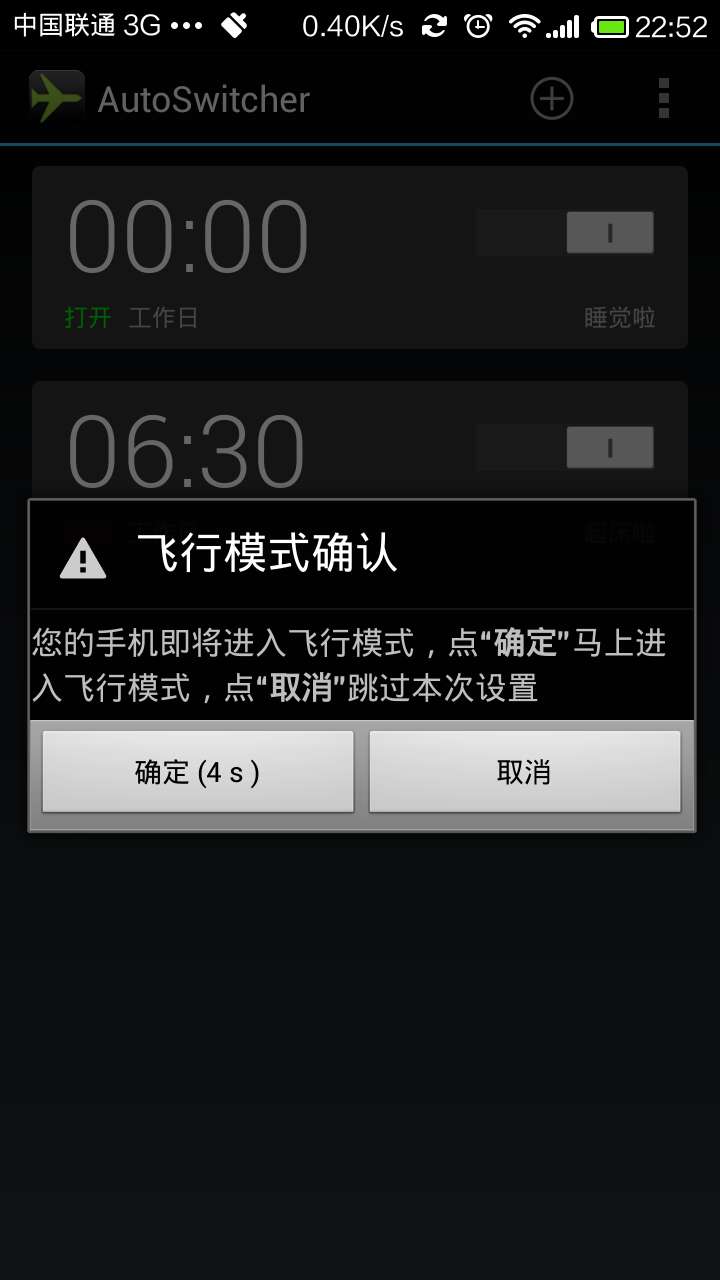 中国联通 3G ••• 0.40K/s 22:52
AutoSwitcher
00:00
打开 工作日 睡觉啦
06:30
飞行模式确认
您的手机即将进入飞行模式，点“确定”马上进
入飞行模式，点“取消”跳过本次设置
确定 (4 s ) 取消